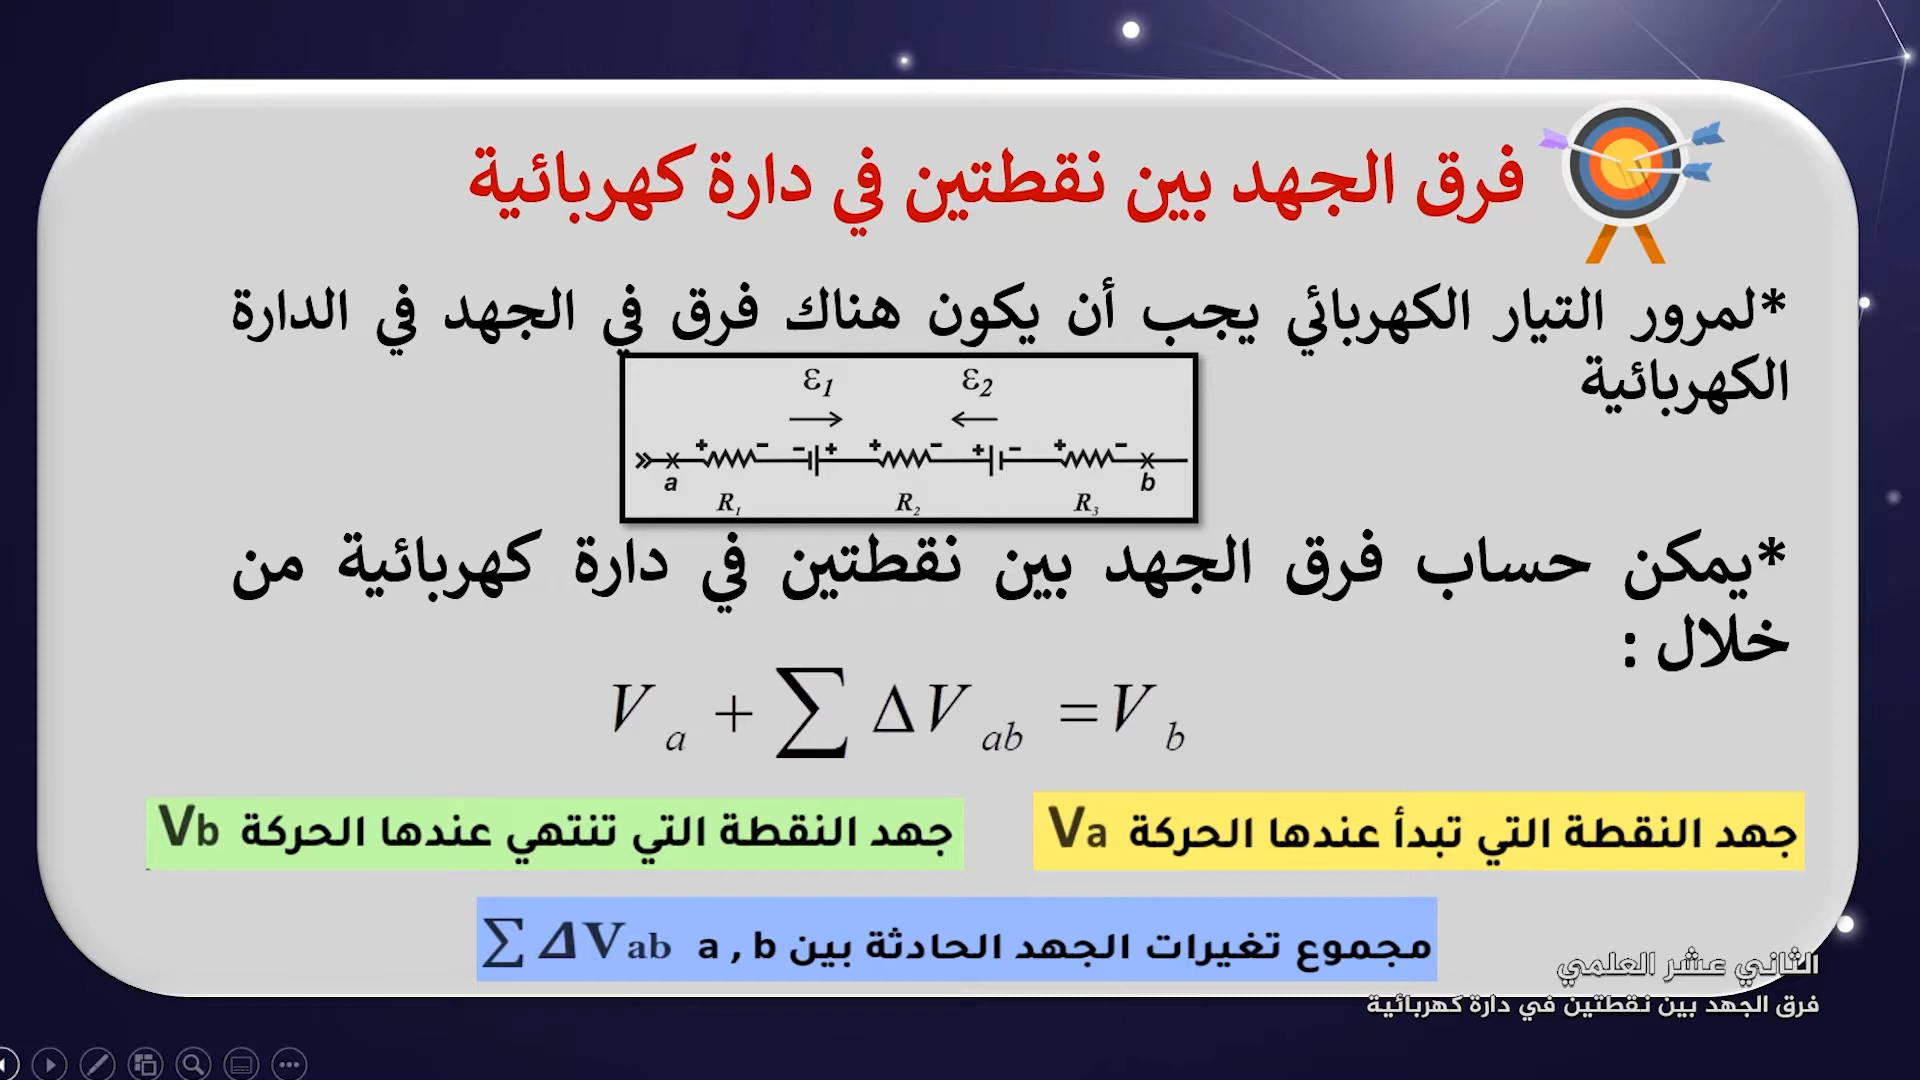 فرق الجهد بين نقطتين في دارة كهربائية
*لمرور التيار الكهربائي يجب أن يكون هناك فرق في الجهد في الدارة
الكهربائية
ε1 ε2
+ - - + + - + - + -
a b
R1 R2 R3
*يمكن حساب فرق الجهد بين نقطتين في دارة كهربائية من
خلال :
V a + ∑ Δ V ab = V b
جهد النقطة التي تبدأ عندها الحركة Va
جهد النقطة التي تنتهي عندها الحركة Vb
مجموع تغيرات الجهد الحادثة بين a , b ∑ ΔVab
الثاني عشر العلمي
فرق الجهد بين نقطتين في دارة كهربائية